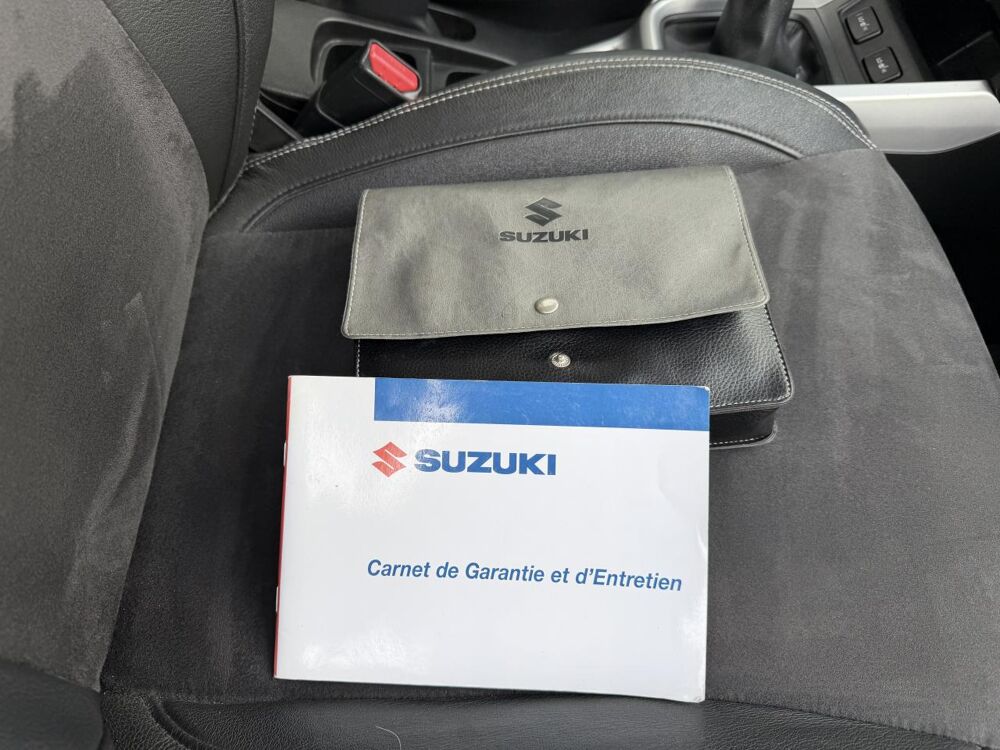 SUZUKI
SUZUKI
Carnet de Garantie et d'Entretien